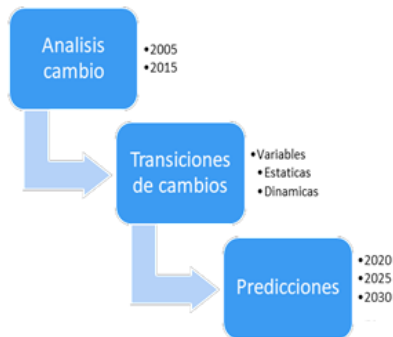 Analisis
cambio
•2005
•2015
Transiciones
de cambios
•Variables
•Estaticas
•Dinamicas
Predicciones
•2020
•2025
•2030